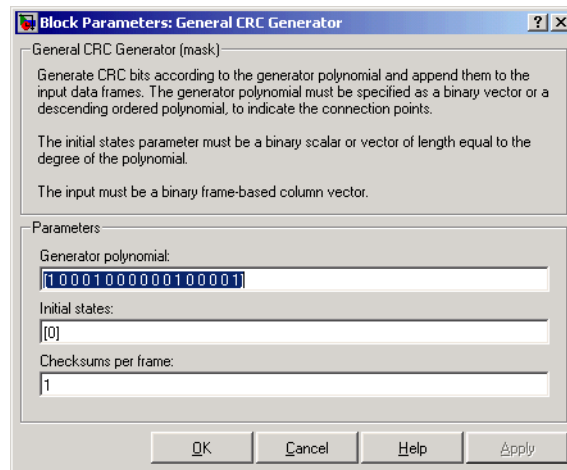 Block Parameters: General CRC Generator
General CRC Generator (mask)
Generate CRC bits according to the generator polynomial and append them to the
input data frames. The generator polynomial must be specified as a binary vector or a
descending ordered polynomial, to indicate the connection points.
The initial states parameter must be a binary scalar or vector of length equal to the
degree of the polynomial.
The input must be a binary frame-based column vector.
Parameters
Generator polynomial:
[1 0 0 0 1 0 0 0 0 0 0 1 0 0 0 0 1]
Initial states:
[0]
Checksums per frame:
1
OK Cancel Help Apply